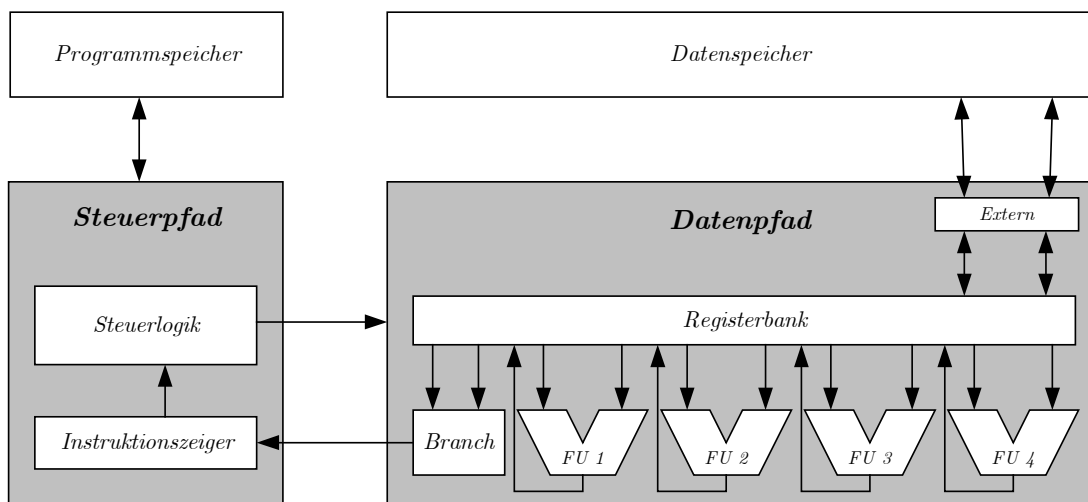 Programmspeicher
Datenspeicher
Steuerpfad
Datenpfad
Extern
Steuerlogik
Registerbank
Instruktionszeiger
Branch
FU 1
FU 2
FU 3
FU 4